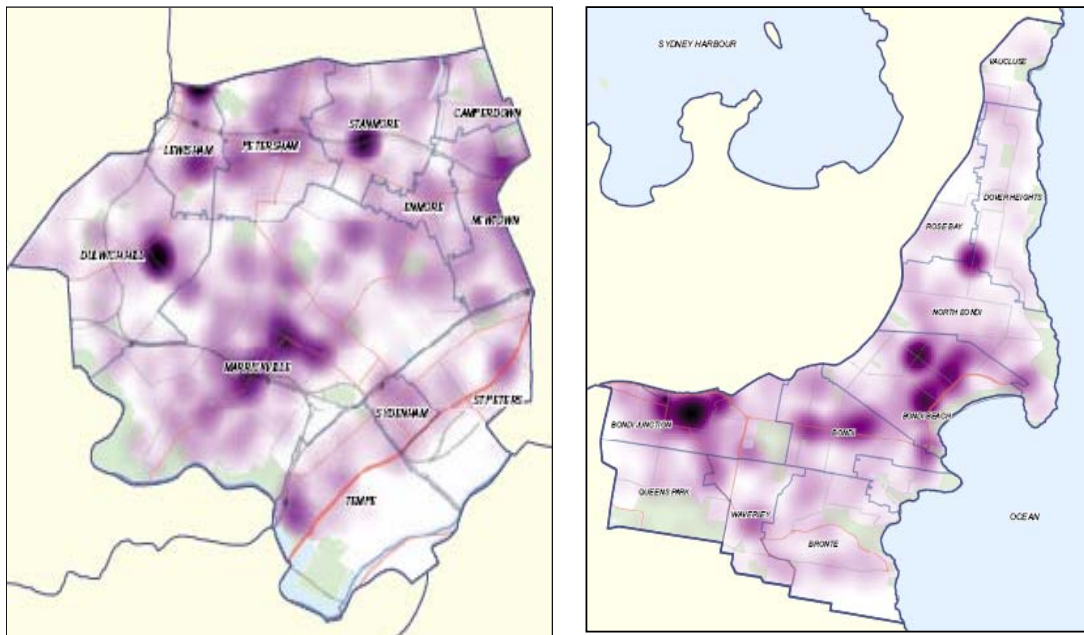 CAMPERDOWN
STANMORE
PETERSHAM
LEWISHAM
ENMORE
NEWTOWN
DULWICH HILL
MARRICKVILLE
SYDENHAM
ST PETERS
TEMPE
SYDNEY HARBOUR
VAUCLUSE
DOVER HEIGHTS
ROSE BAY
NORTH BONDI
BONDI BEACH
BONDI JUNCTION
BONDI
QUEENS PARK
WAVERLEY
BRONTE
OCEAN